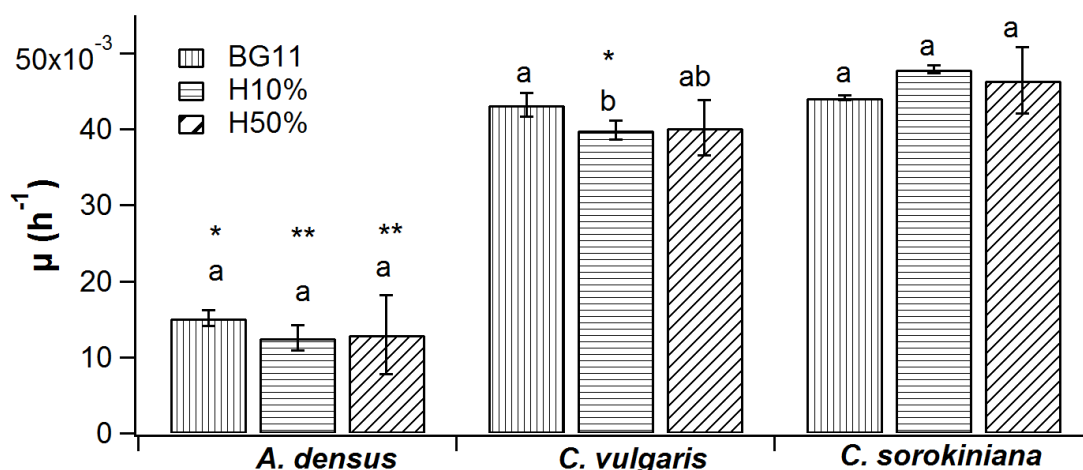 50x10-3
40
30
20
10
0
µ (h-1)
BG11
H10%
H50%
* ** **
a a a
*
a b ab
a a a
A. densus C. vulgaris C. sorokiniana